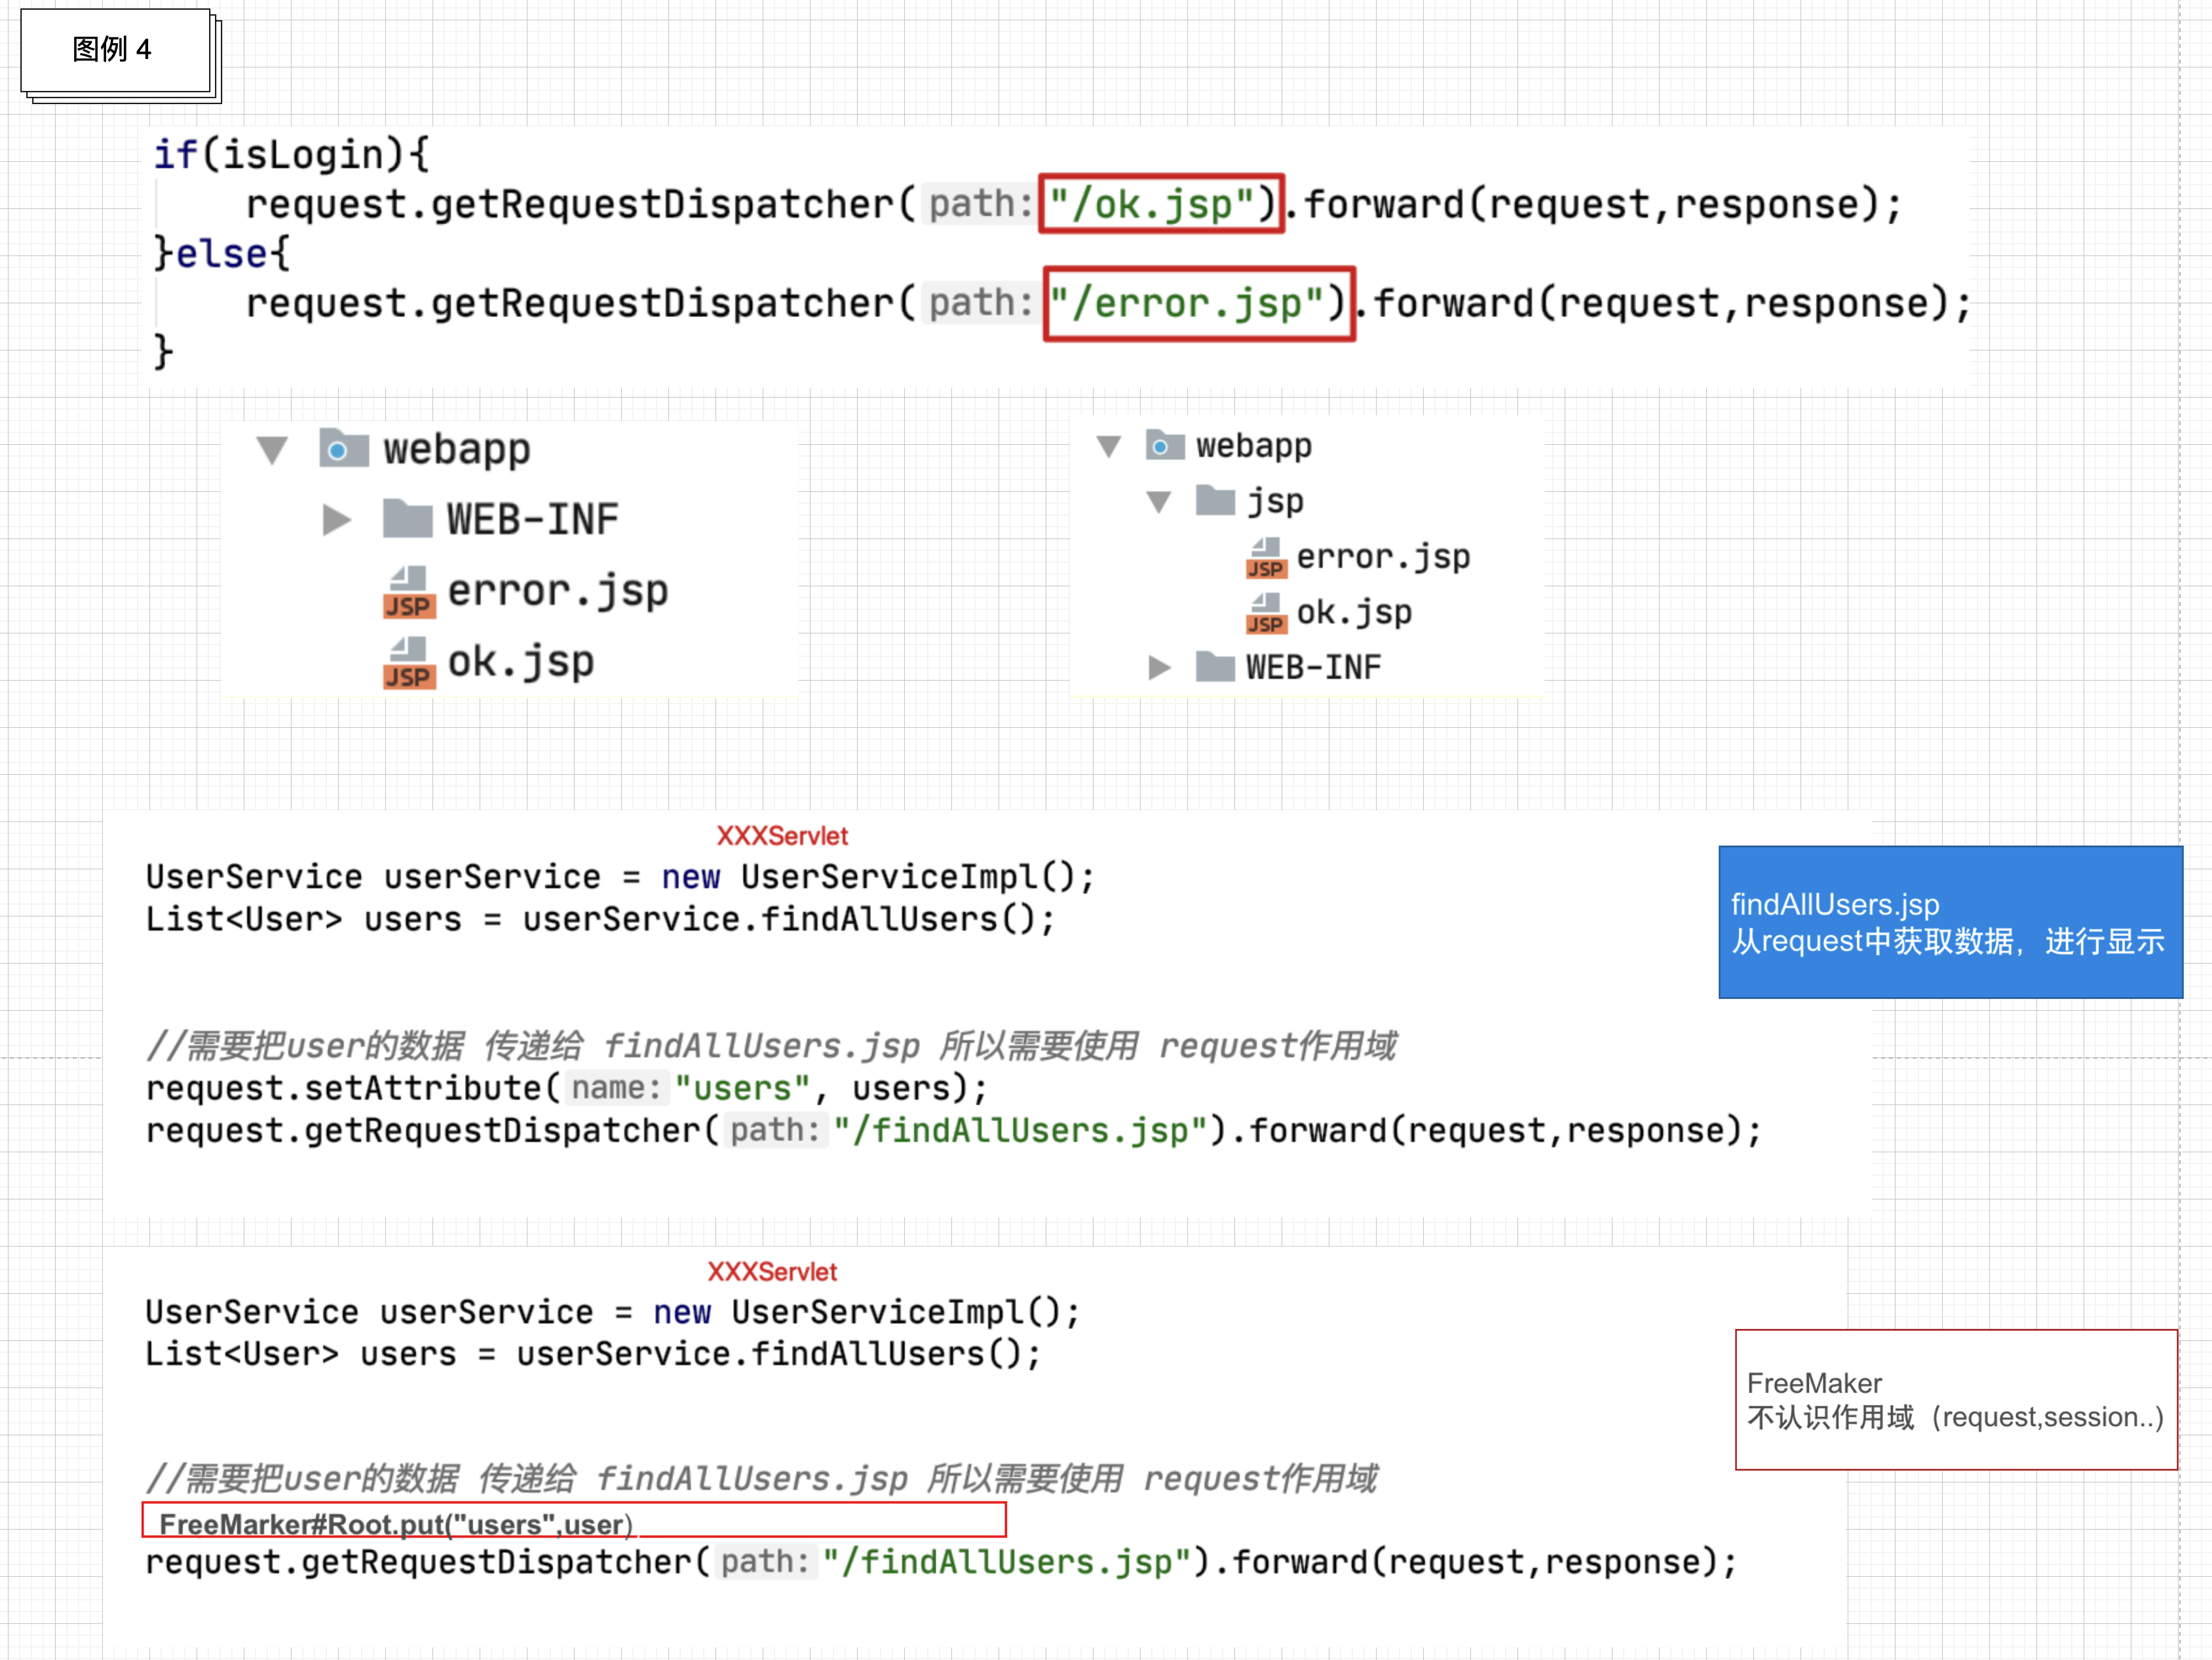 图例 4
if(isLogin){
request.getRequestDispatcher( path: "/ok.jsp").forward(request,response);
}else{
request.getRequestDispatcher( path: "/error.jsp").forward(request,response);
}
webapp
WEB-INF
JSP error.jsp
JSP ok.jsp
webapp
jsp
JSP error.jsp
JSP ok.jsp
WEB-INF
XXXServlet
UserService userService = new UserServiceImpl();
List<User> users = userService.findAllUsers();
//需要把user的数据 传递给 findAllUsers.jsp 所以需要使用 request作用域
request.setAttribute( name: "users", users);
request.getRequestDispatcher( path: "/findAllUsers.jsp").forward(request,response);
findAllUsers.jsp
从request中获取数据，进行显示
XXXServlet
UserService userService = new UserServiceImpl();
List<User> users = userService.findAllUsers();
//需要把user的数据 传递给 findAllUsers.jsp 所以需要使用 request作用域
FreeMarker#Root.put("users",user)
request.getRequestDispatcher( path: "/findAllUsers.jsp").forward(request,response);
FreeMaker
不认识作用域（request,session..)